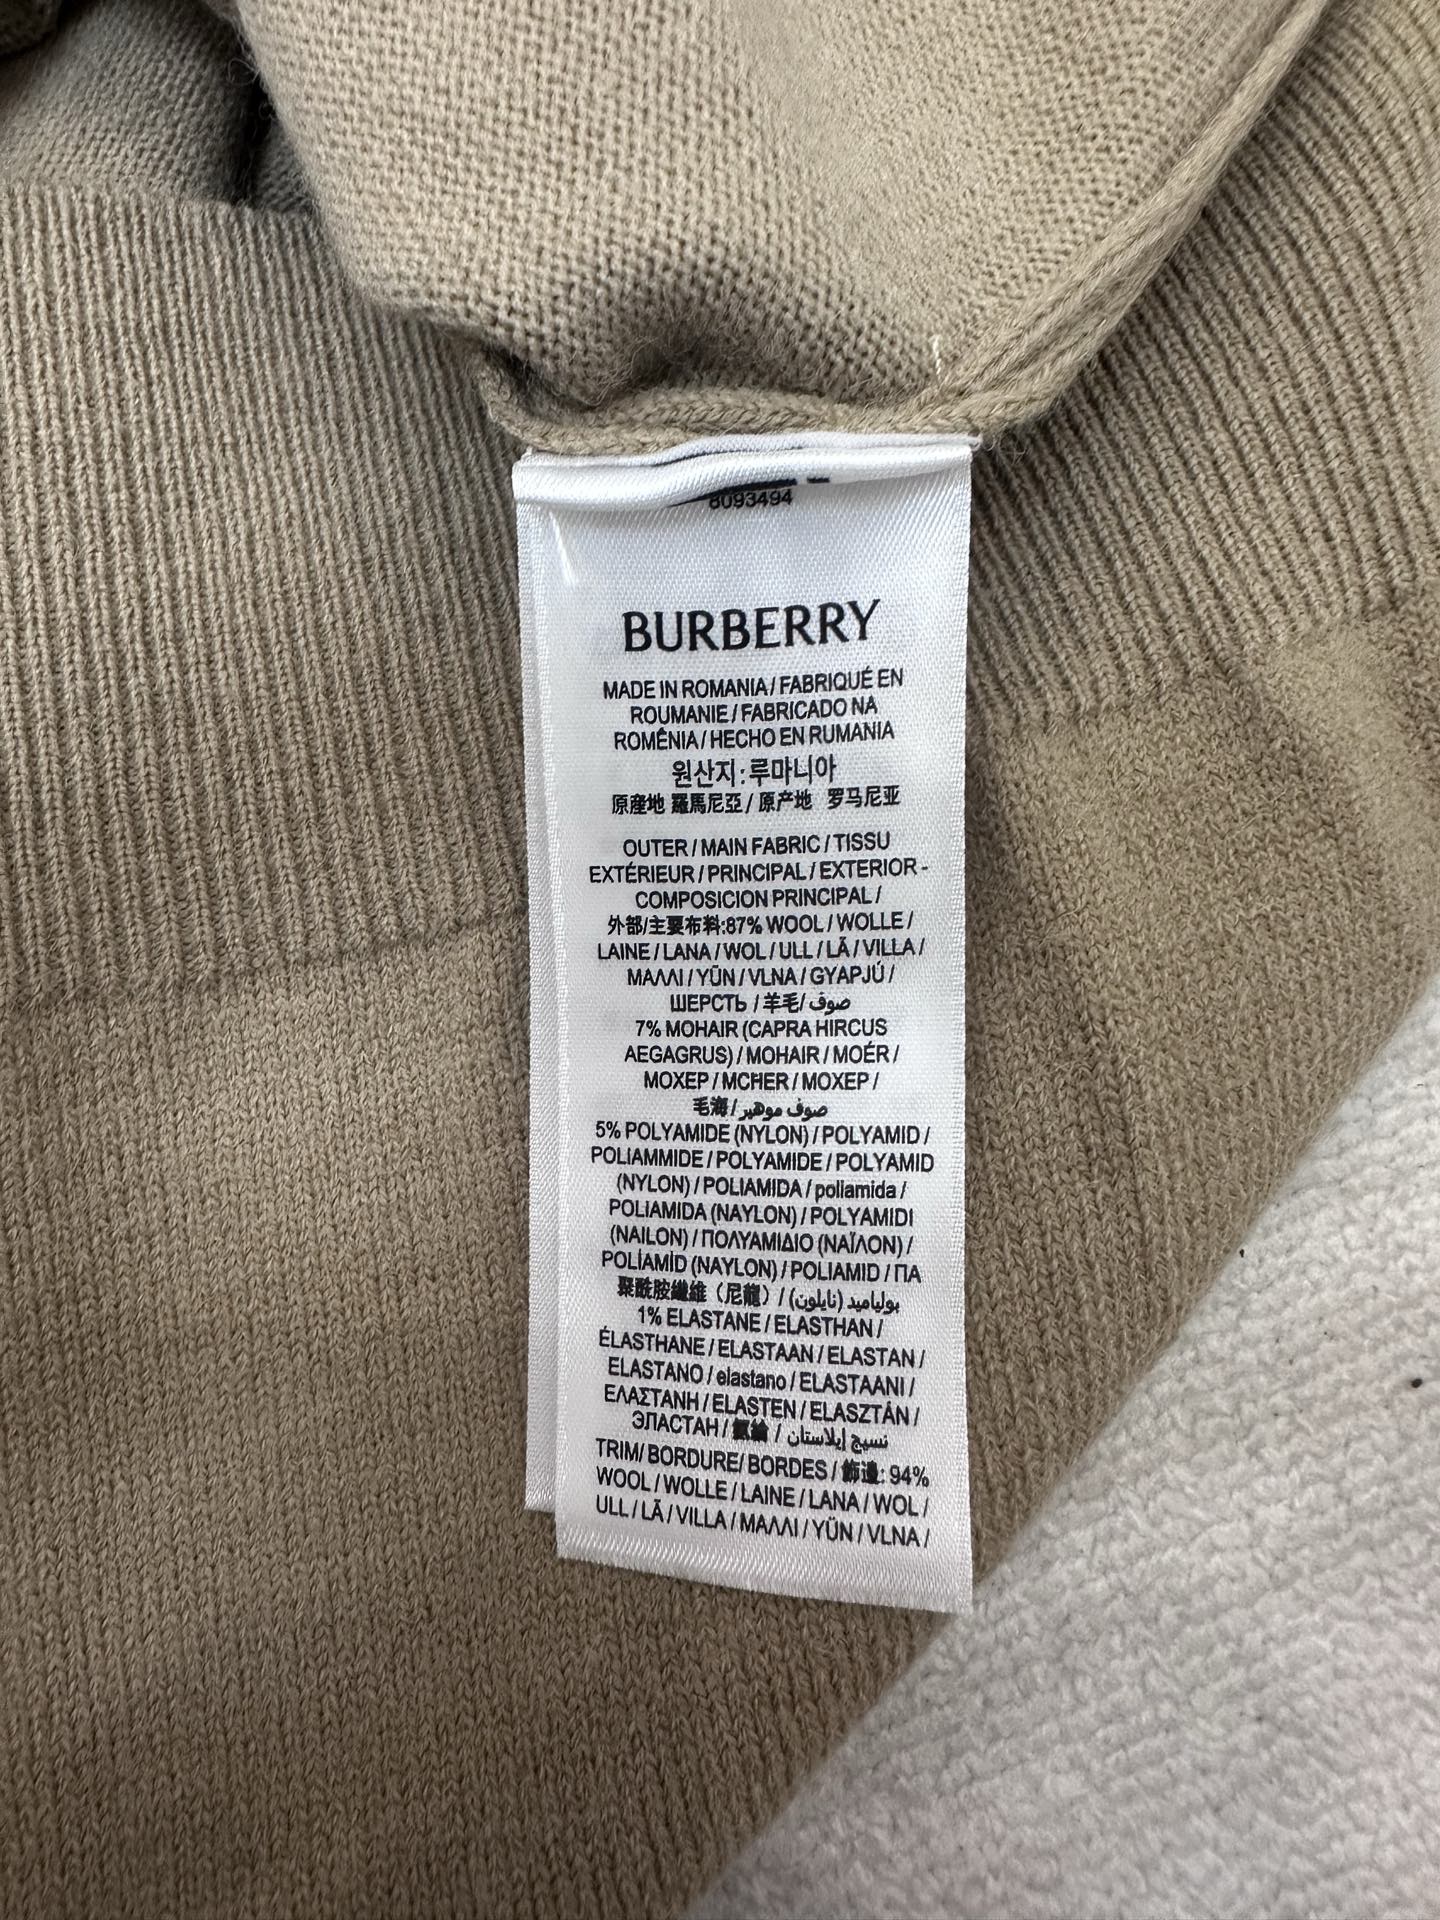 8093494
BURBERRY
MADE IN ROMANIA / FABRIQUÉ EN
ROUMANIE / FABRICADO NA
ROMÊNIA / HECHO EN RUMANIA
원산지 : 루마니아
原産地 羅馬尼亞 / 原产地 罗马尼亚
OUTER / MAIN FABRIC / TISSU
EXTÉRIEUR / PRINCIPAL / EXTERIOR -
COMPOSICION PRINCIPAL /
外部/主要布料:87% WOOL / WOLLE /
LAINE / LANA / WOL / ULL / LÃ / VILLA /
ΜΑΛΛΙ / YÜN / VLNA / GYAPJÚ /
ШЕРСТЬ / 羊毛/ صوف
7% MOHAIR (CAPRA HIRCUS
AEGAGRUS) / MOHAIR / MOÉR /
ΜΟΧΕΡ / MCHER / МОХЕР /
毛海 / صوف موهير
5% POLYAMIDE (NYLON) / POLYAMID /
POLIAMMIDE / POLYAMIDE / POLYAMID
(NYLON) / POLIAMIDA / poliamida /
POLIAMIDA (NAYLON) / POLYAMIDI
(NAILON) / ΠΟΛΥΑΜΙΔΙΟ (ΝΑΪΛΟΝ) /
POLİAMİD (NAYLON) / POLIAMID / ПА
聚酰胺纖維（尼龍）/ بولياميد (نايلون)
1% ELASTANE / ELASTHAN /
ÉLASTHANE / ELASTAAN / ELASTAN /
ELASTANO / elastano / ELASTAANI /
ΕΛΑΣΤΑΝΗ / ELASTEN / ELASZTÁN /
ЭЛАСТАН / / نسيج إيلاستان
TRIM/ BORDURE/ BORDES / 飾邊: 94%
WOOL / WOLLE / LAINE / LANA / WOL /
ULL / LÃ / VILLA / ΜΑΛΛΙ / YÜN / VLNA /